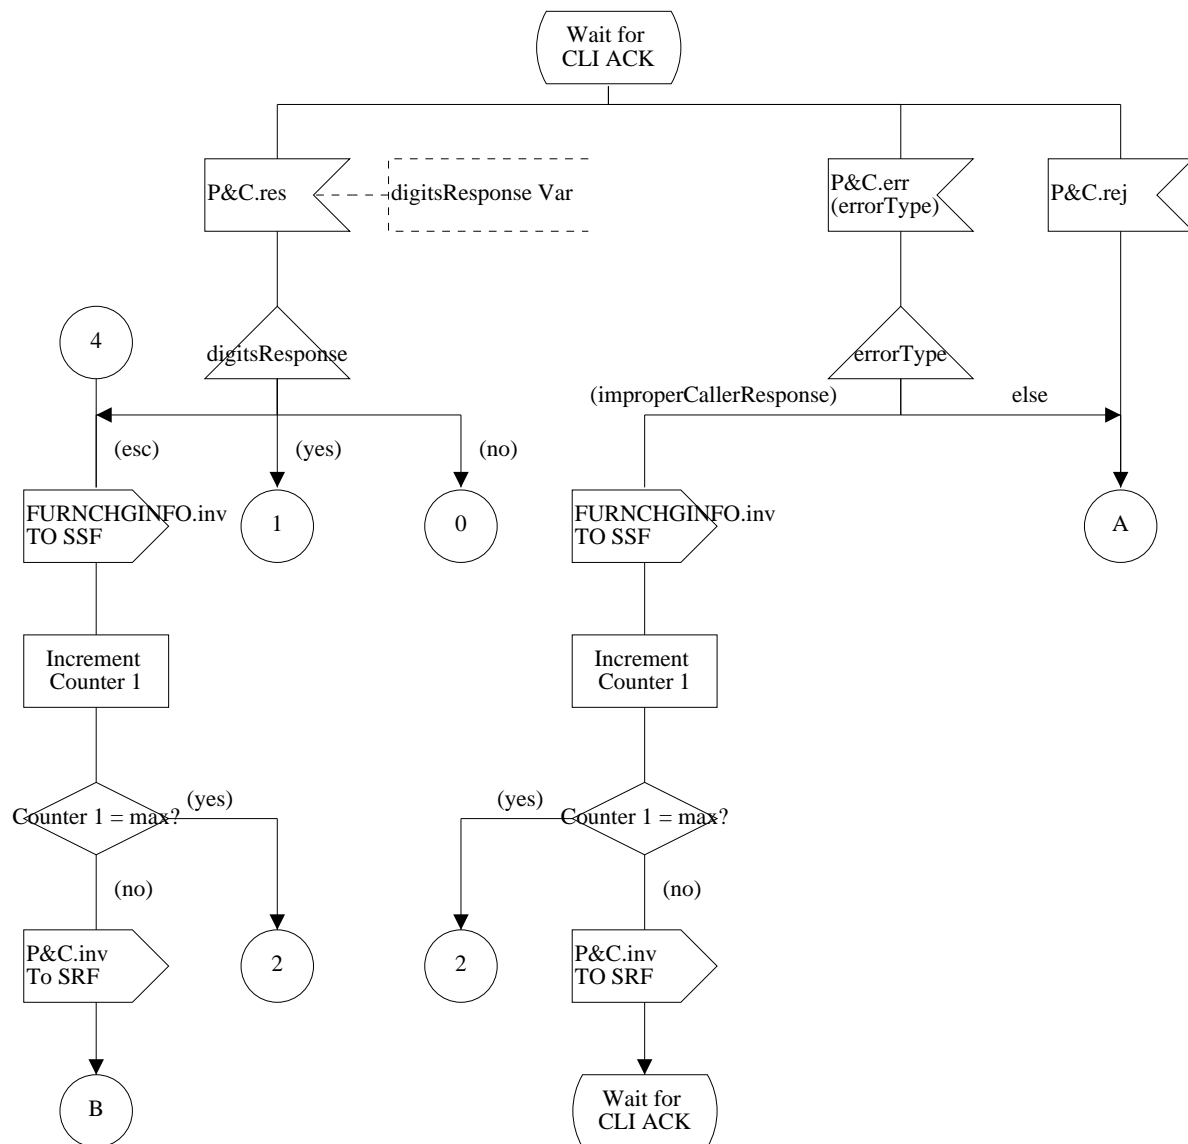 Wait for
CLI ACK
P&C.res
digitsResponse Var
P&C.err
(errorType)
P&C.rej
4
digitsResponse
errorType
(improperCallerResponse)
else
(esc)
(yes)
(no)
FURNCHGINFO.inv
TO SSF
1
0
FURNCHGINFO.inv
TO SSF
A
Increment
Counter 1
Increment
Counter 1
Counter 1 = max?
(yes)
(yes)
Counter 1 = max?
(no)
(no)
P&C.inv
To SRF
2
2
P&C.inv
TO SRF
B
Wait for
CLI ACK